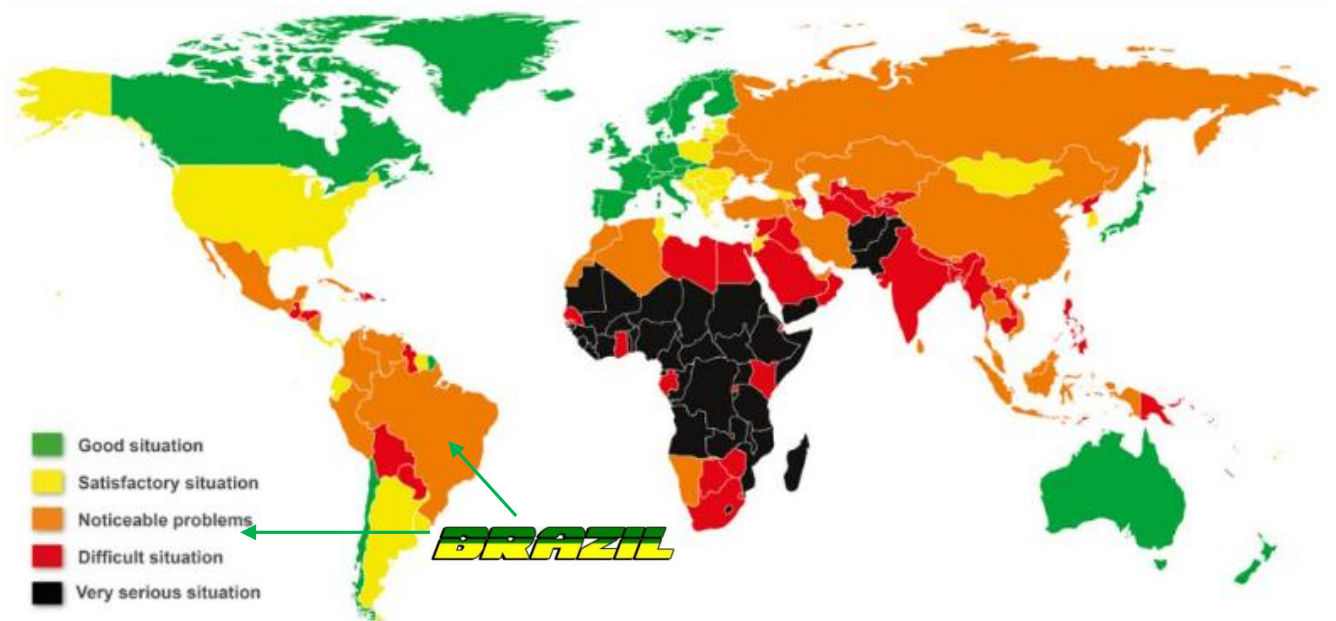 Good situation
Satisfactory situation
Noticeable problems
BRAZIL
Difficult situation
Very serious situation